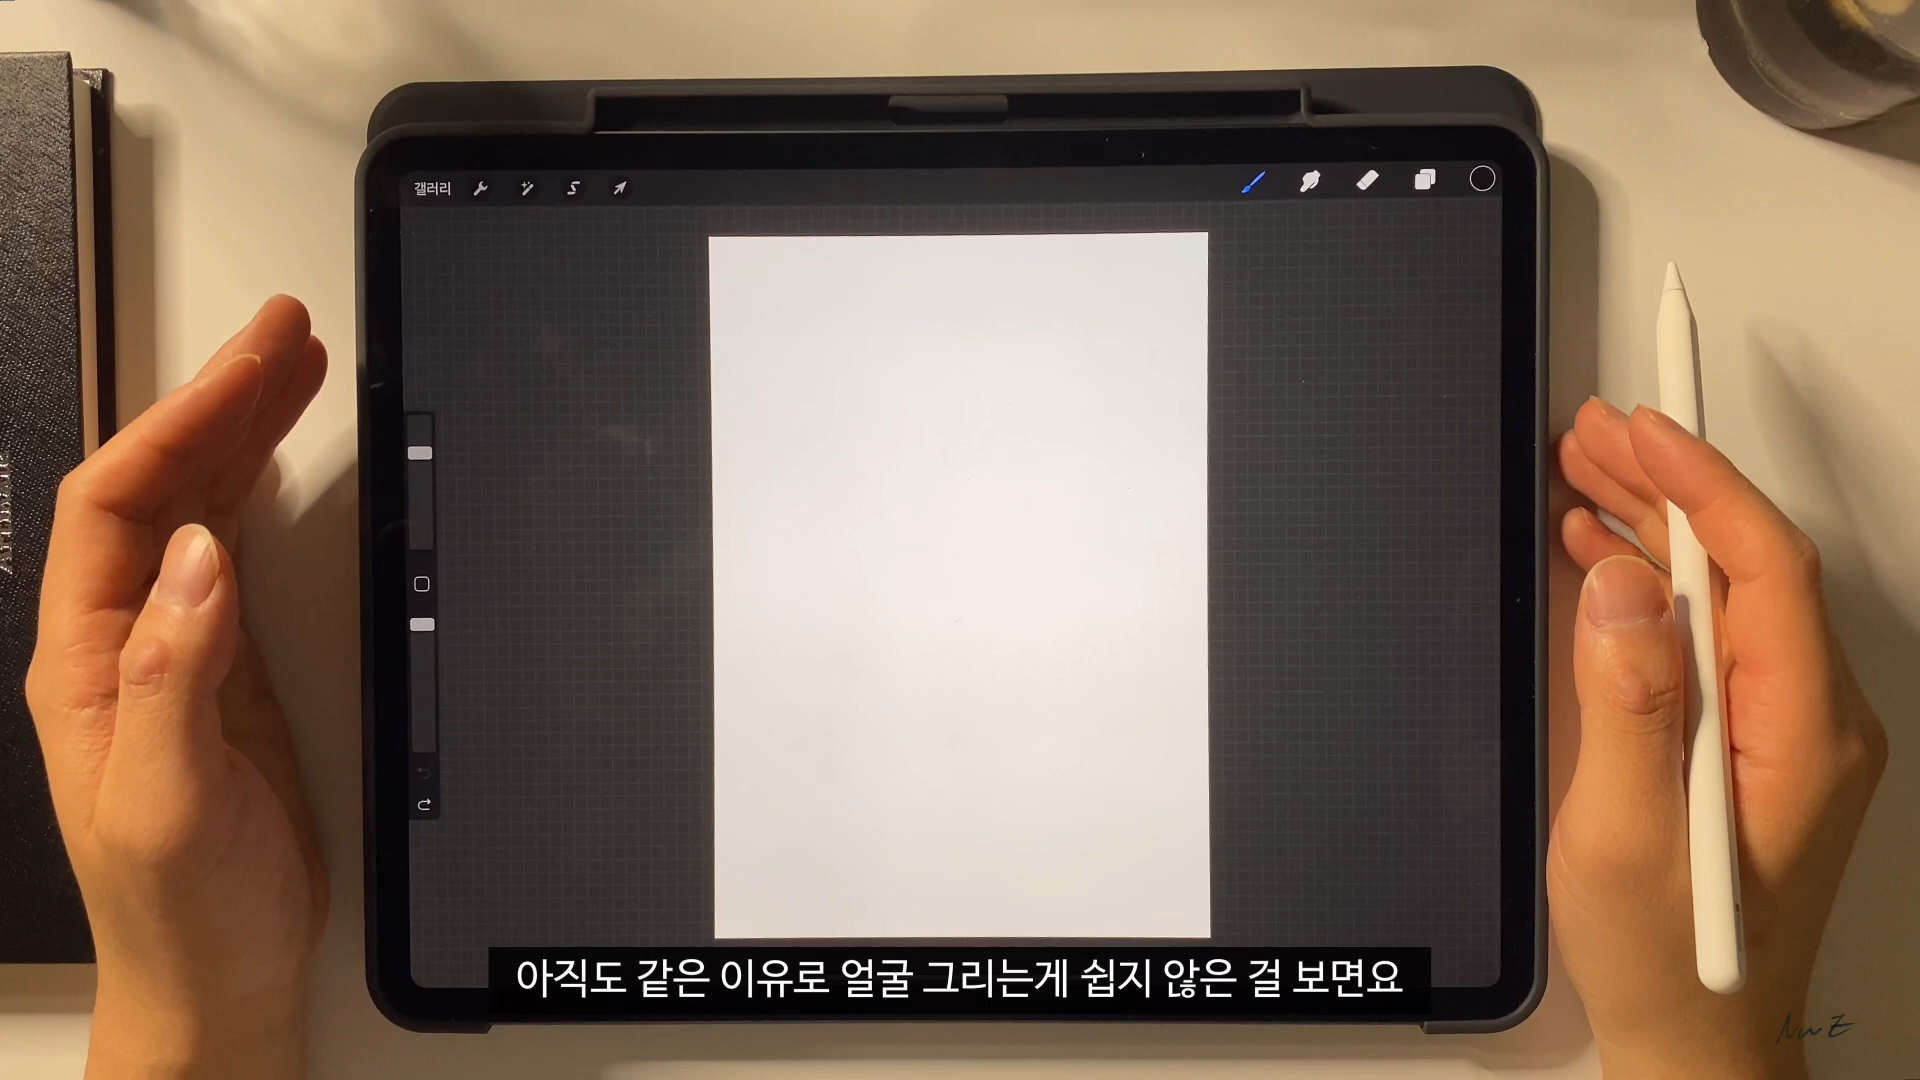 갤러리
아직도 같은 이유로 얼굴 그리는게 쉽지 않은 걸 보면요